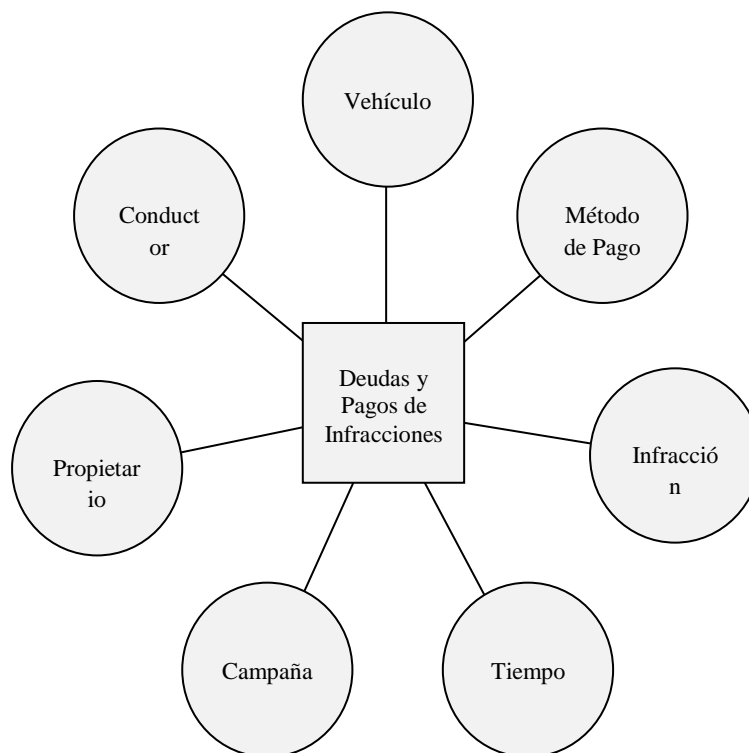 Vehículo
Conduct
or
Método
de Pago
Deudas y
Pagos de
Infracciones
Propietar
io
Infracció
n
Campaña
Tiempo